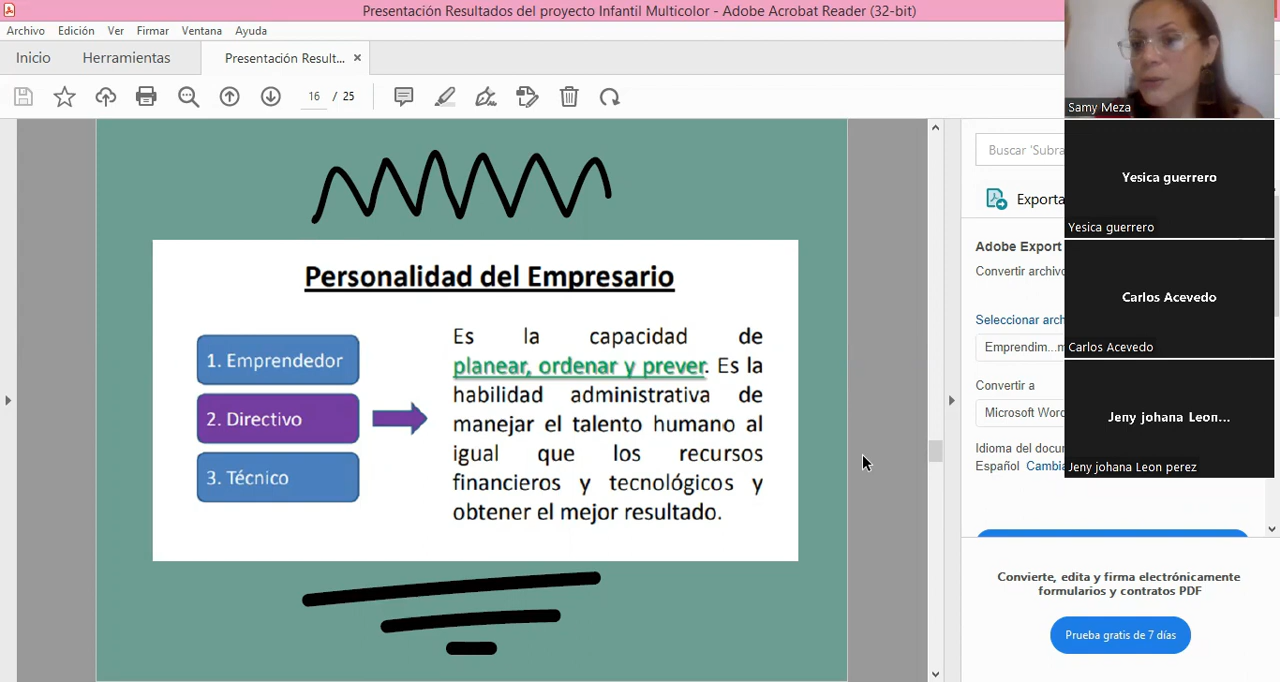 Presentación Resultados del proyecto Infantil Multicolor - Adobe Acrobat Reader (32-bit)
Archivo Edición Ver Firmar Ventana Ayuda
Inicio Herramientas Presentación Result... ×
16 / 25
Personalidad del Empresario
1. Emprendedor
2. Directivo
3. Técnico
Es la capacidad de
planear, ordenar y prever. Es la
habilidad administrativa de
manejar el talento humano al
igual que los recursos
financieros y tecnológicos y
obtener el mejor resultado.
Buscar 'Subra
Exporta
Adobe Export
Convertir archivo
Seleccionar arch
Emprendim...m
Convertir a
Microsoft Word
Idioma del docum
Español Cambia
Convierte, edita y firma electrónicamente
formularios y contratos PDF
Prueba gratis de 7 días
Samy Meza
Yesica guerrero
Yesica guerrero
Carlos Acevedo
Carlos Acevedo
Jeny johana Leon...
Jeny johana Leon perez